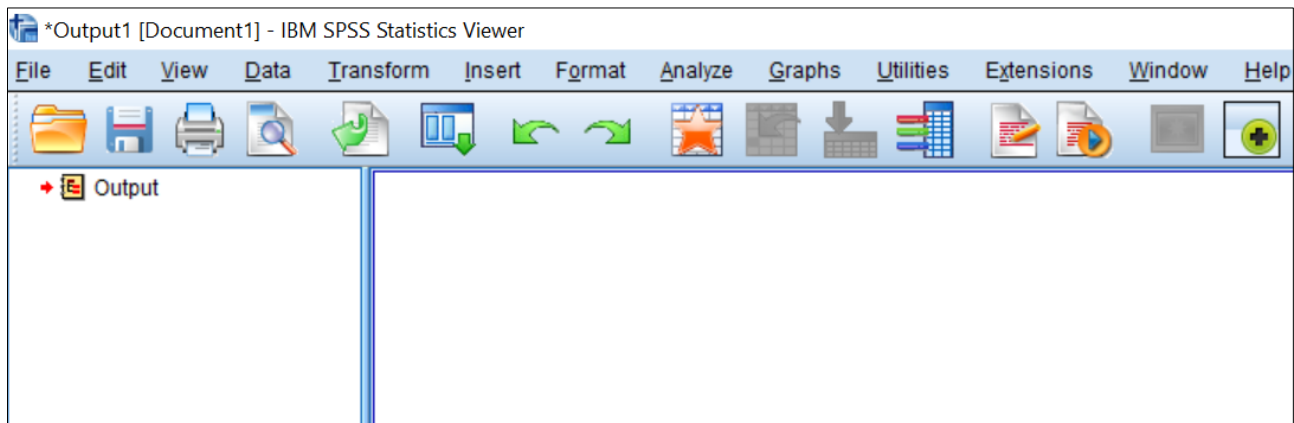 *Output1 [Document1] - IBM SPSS Statistics Viewer
File Edit View Data Transform Insert Format Analyze Graphs Utilities Extensions Window Help
Output